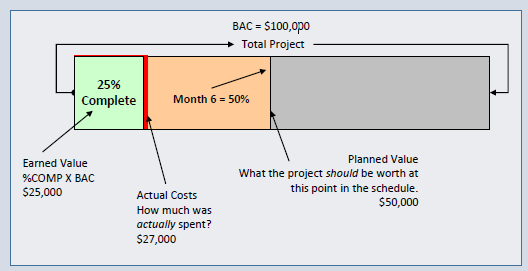 BAC = $100,000
Total Project
25%
Complete
Month 6 = 50%
Earned Value
%COMP X BAC
$25,000
Actual Costs
How much was
actually spent?
$27,000
Planned Value
What the project should be worth at
this point in the schedule.
$50,000